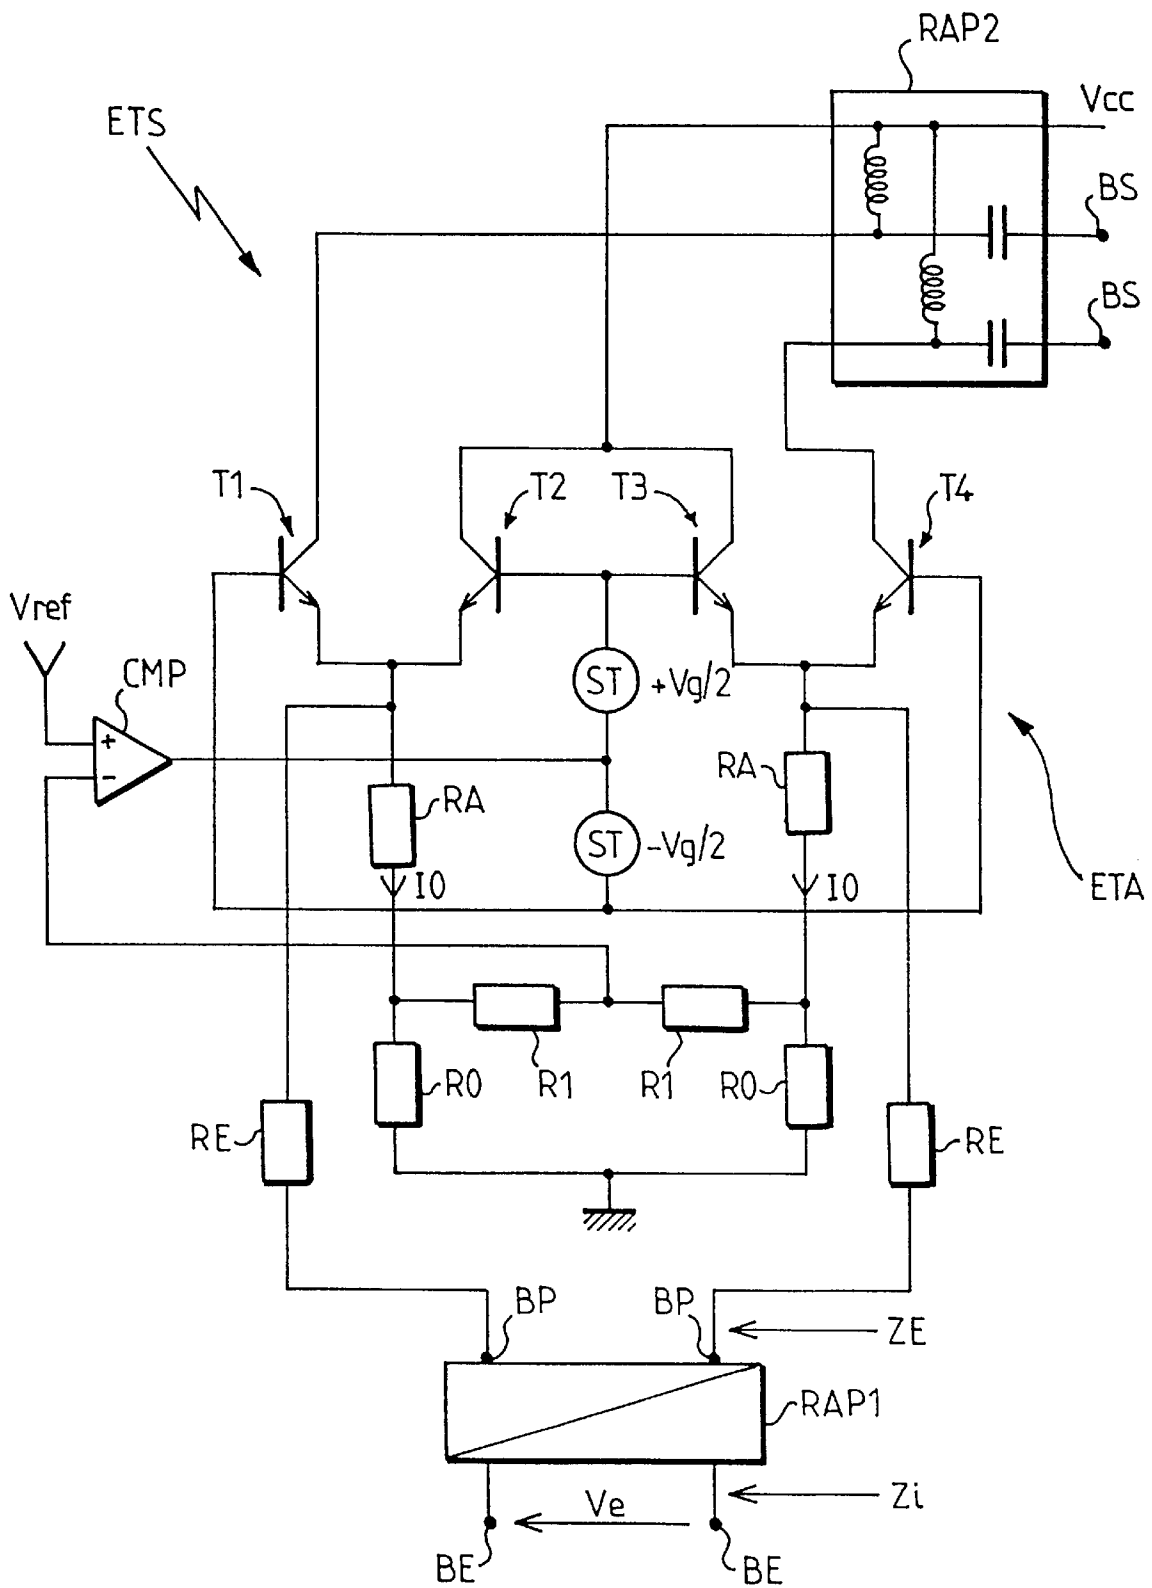 RAP2
Vcc
ETS
BS
BS
T1
T2
T3
T4
Vref
CMP
+
-
ST
+Vg/2
RA
RA
ST
-Vg/2
I0
I0
ETA
R1
R1
R0
R0
RE
RE
BP
BP
ZE
RAP1
Ve
Zi
BE
BE